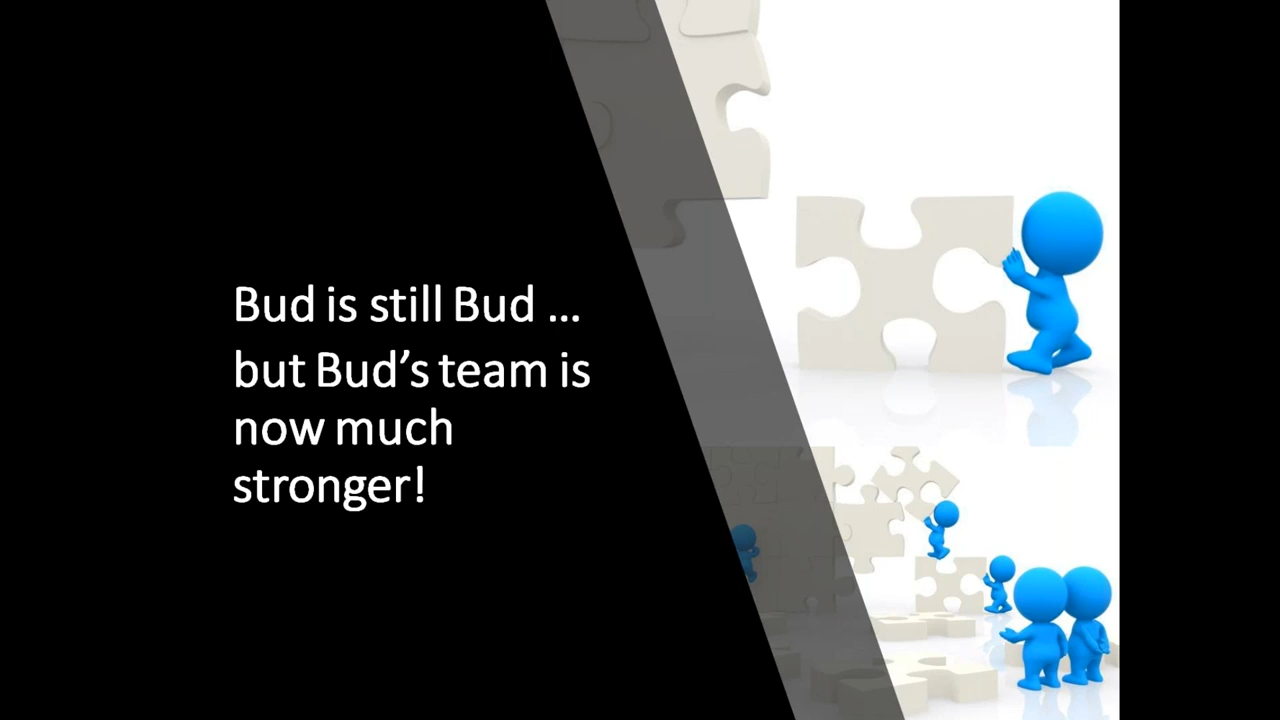 Bud is still Bud ...
but Bud’s team is
now much
stronger!